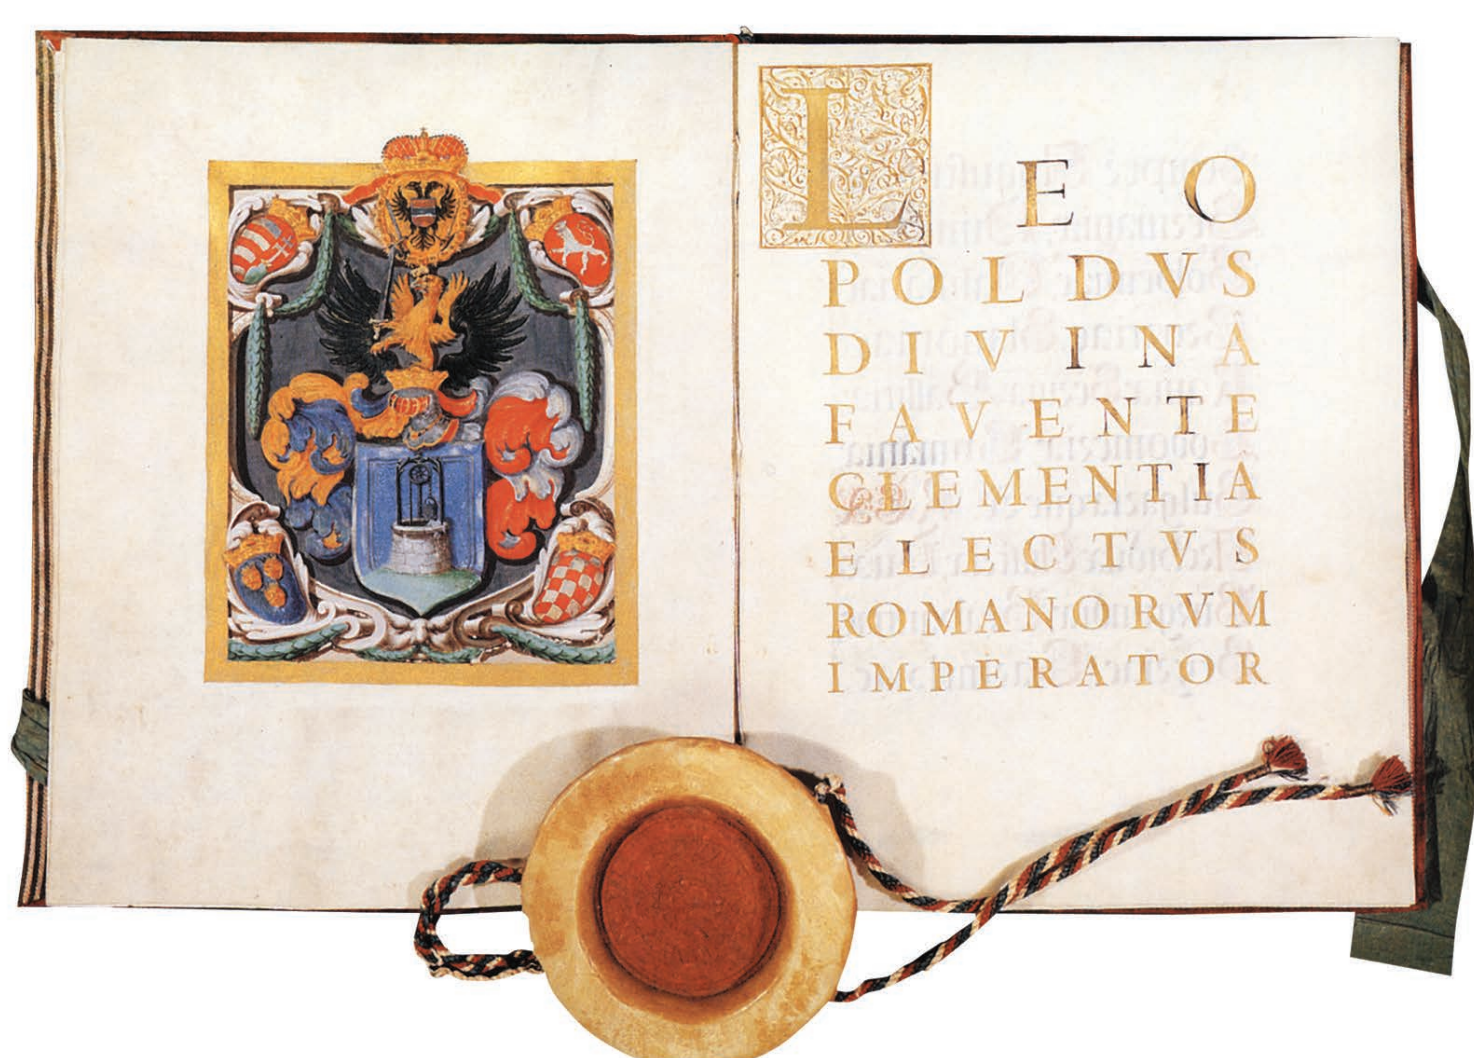 LEO
POLDVS
DIVINÂ
FAVENTE
CLEMENTIÂ
ELECTVS
ROMANORVM
IMPERATOR